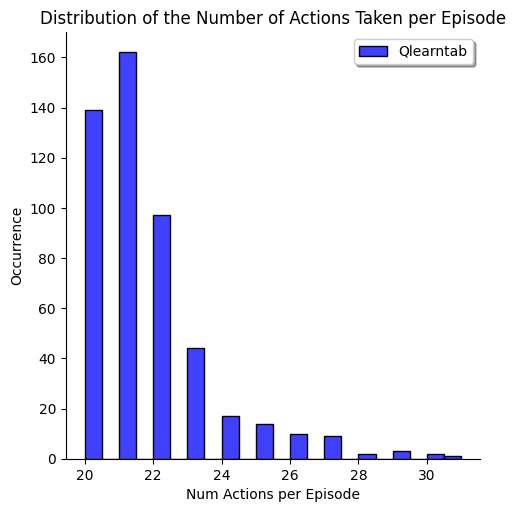 Distribution of the Number of Actions Taken per Episode
Qlearntab
160
140
120
100
80
60
40
20
0
Occurrence
20 22 24 26 28 30
Num Actions per Episode